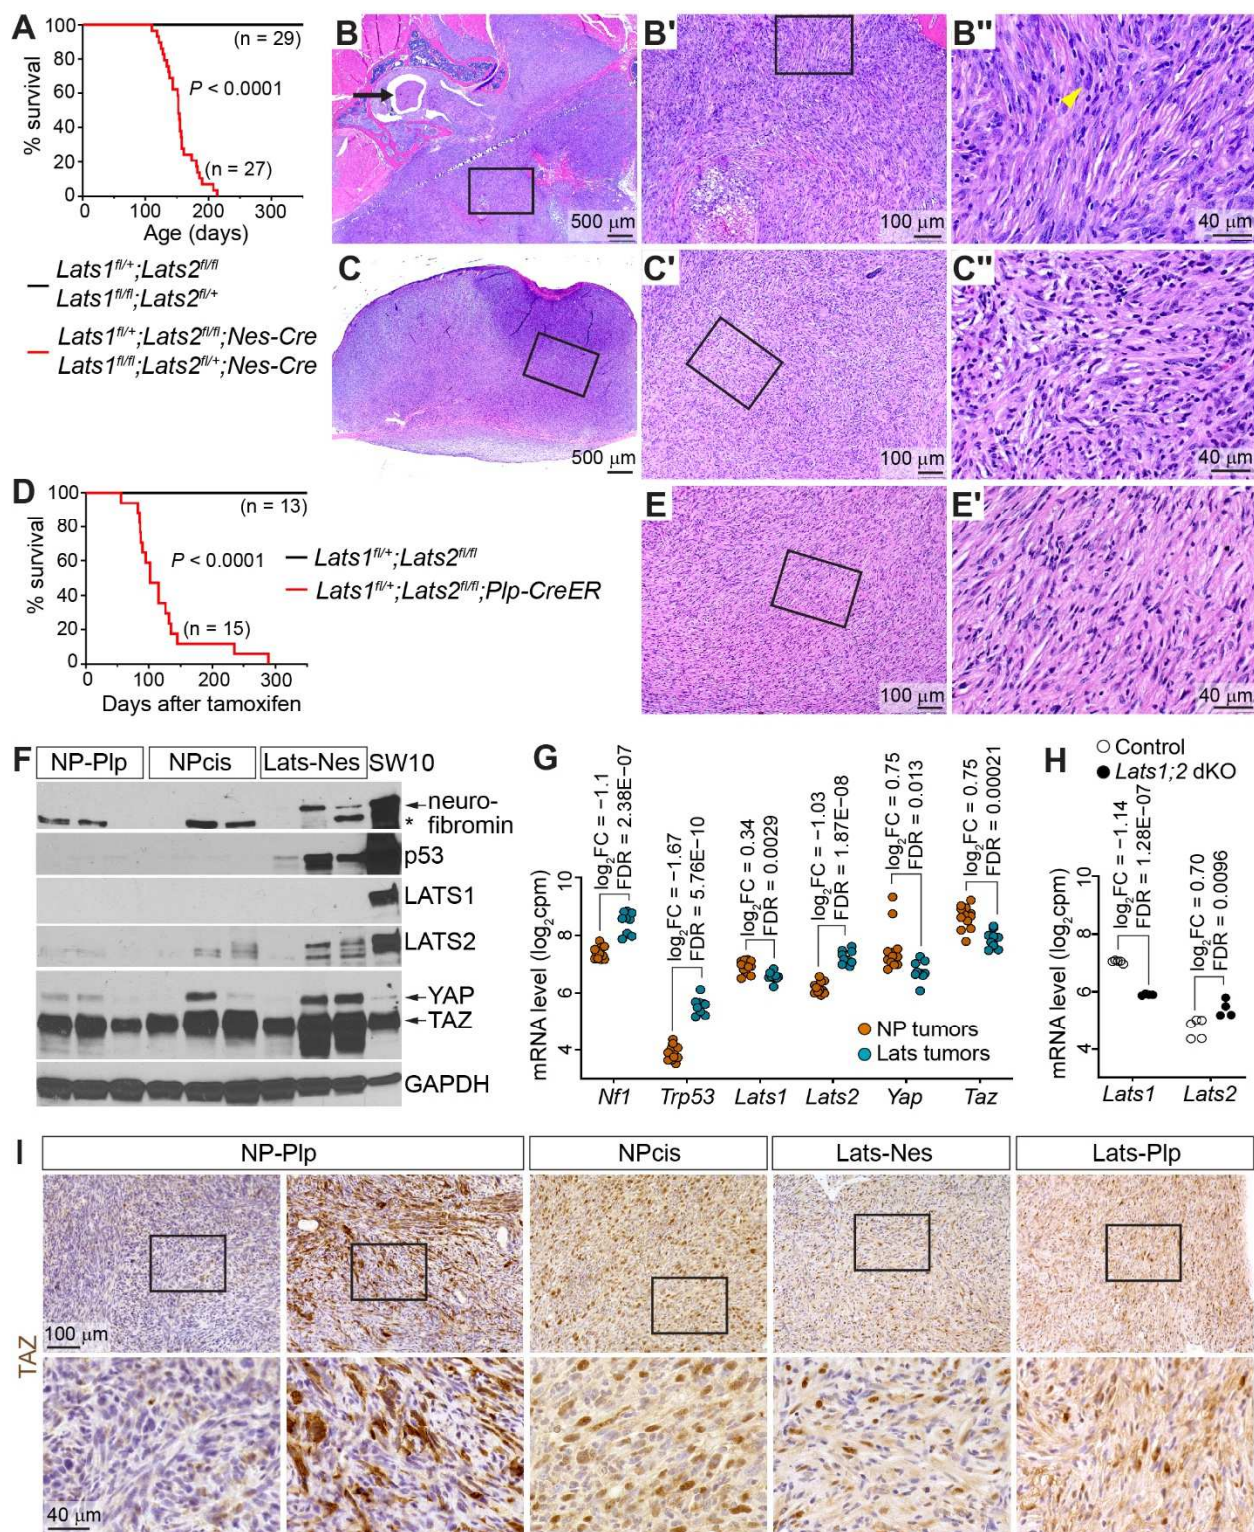 A
% survival
100
80
60
40
20
0
(n = 29)
P < 0.0001
(n = 27)
0
100
200
300
Age (days)
Lats1fl/+;Lats2fl/fl
Lats1fl/fl;Lats2fl/+
Lats1fl/+;Lats2fl/fl;Nes-Cre
Lats1fl/fl;Lats2fl/+;Nes-Cre
B
500 μm
B'
100 μm
B"
40 μm
C
500 μm
C'
100 μm
C"
40 μm
D
% survival
100
80
60
40
20
0
(n = 13)
P < 0.0001
(n = 15)
0
100
200
300
Days after tamoxifen
Lats1fl/+;Lats2fl/fl
Lats1fl/+;Lats2fl/fl;Plp-CreER
E
100 μm
E'
40 μm
F
NP-Plp
NPcis
Lats-Nes
SW10
neuro-
* fibromin
p53
LATS1
LATS2
YAP
TAZ
GAPDH
G
mRNA level (log2cpm)
10
8
6
4
log2FC = −1.1
FDR = 2.38E−07
log2FC = −1.67
FDR = 5.76E−10
log2FC = 0.34
FDR = 0.0029
log2FC = −1.03
FDR = 1.87E−08
log2FC = 0.75
FDR = 0.013
log2FC = 0.75
FDR = 0.00021
NP tumors
Lats tumors
Nf1
Trp53
Lats1
Lats2
Yap
Taz
H
Control
Lats1;2 dKO
mRNA level (log2cpm)
10
8
6
4
log2FC = −1.14
FDR = 1.28E−07
log2FC = 0.70
FDR = 0.0096
Lats1
Lats2
I
NP-Plp
NPcis
Lats-Nes
Lats-Plp
TAZ
100 μm
40 μm